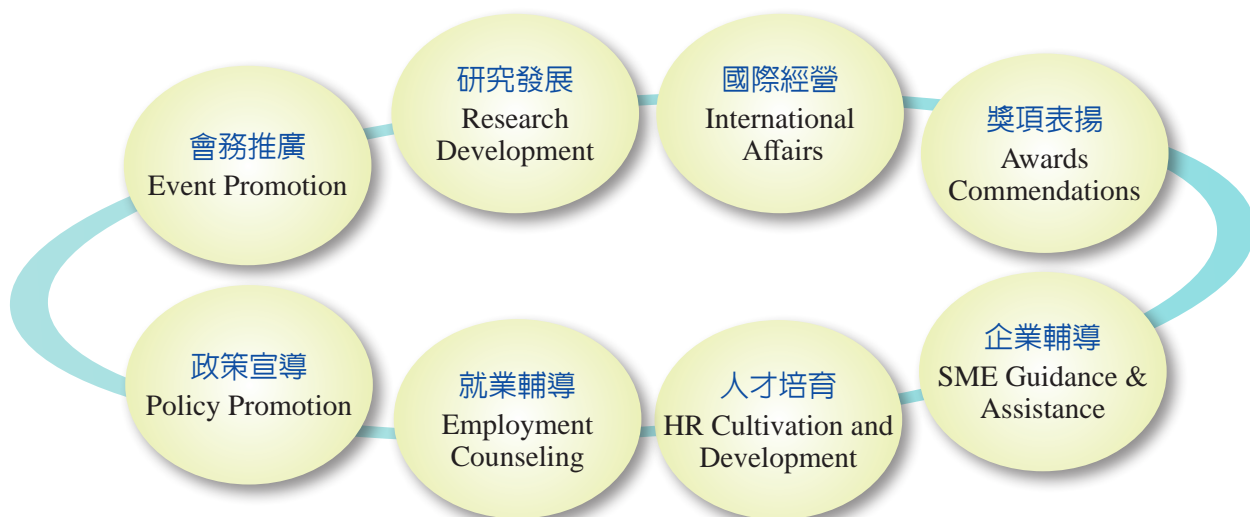 會務推廣
Event Promotion
研究發展
Research
Development
國際經營
International
Affairs
獎項表揚
Awards
Commendations
政策宣導
Policy Promotion
就業輔導
Employment
Counseling
人才培育
HR Cultivation and
Development
企業輔導
SME Guidance &
Assistance